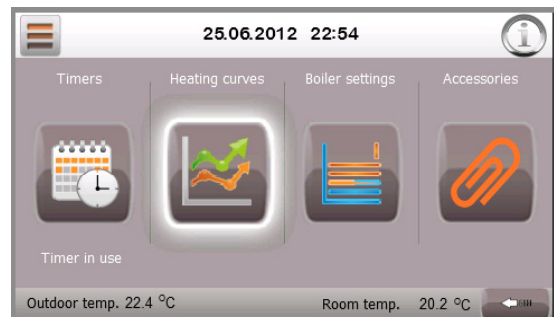 25.06.2012 22:54
Timers Heating curves Boiler settings Accessories
Timer in use
Outdoor temp. 22.4 °C Room temp. 20.2 °C